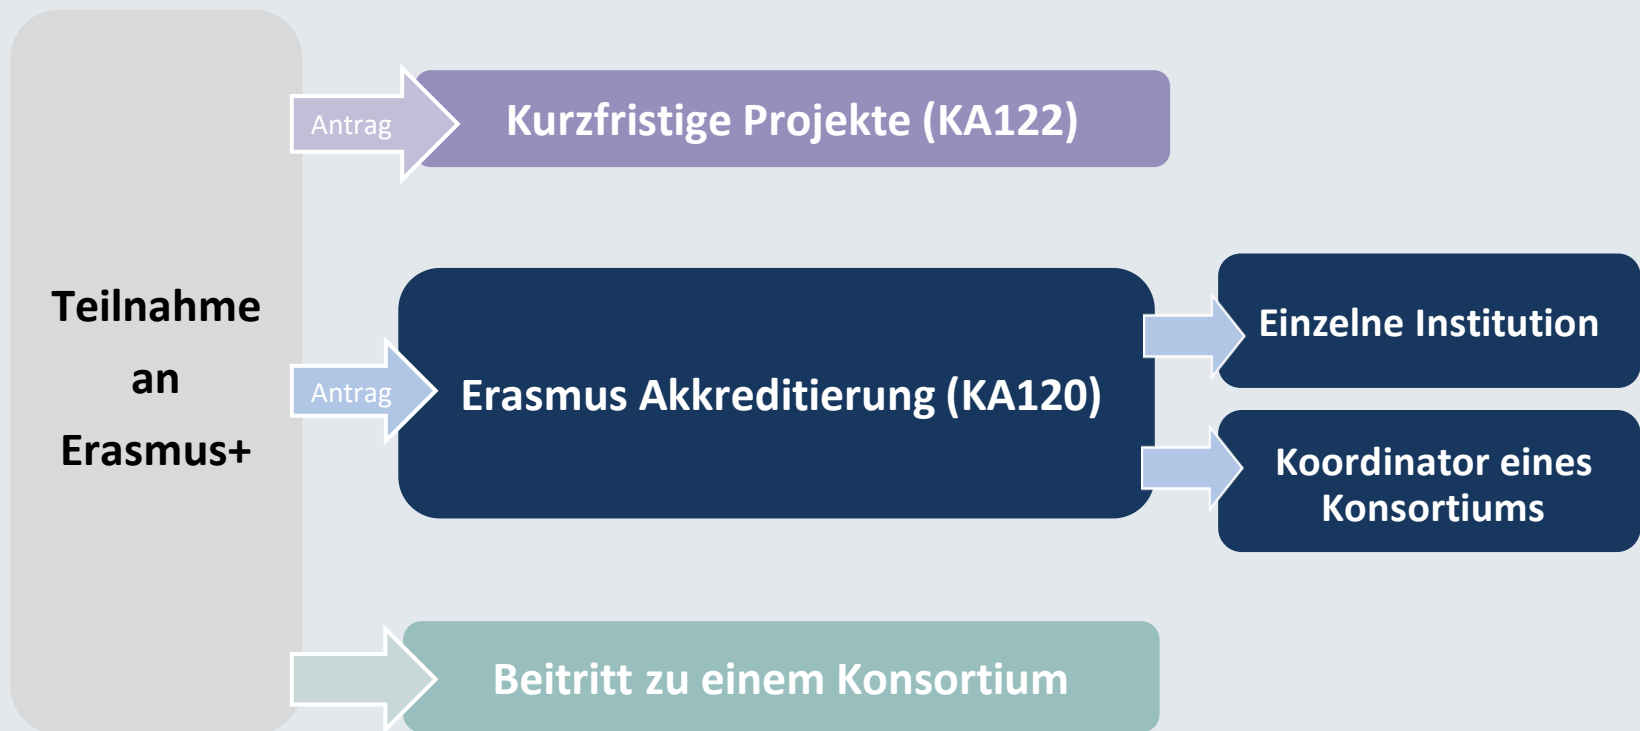 Teilnahme
an
Erasmus+
Antrag
Kurzfristige Projekte (KA122)
Antrag
Erasmus Akkreditierung (KA120)
Einzelne Institution
Koordinator eines
Konsortiums
Beitritt zu einem Konsortium